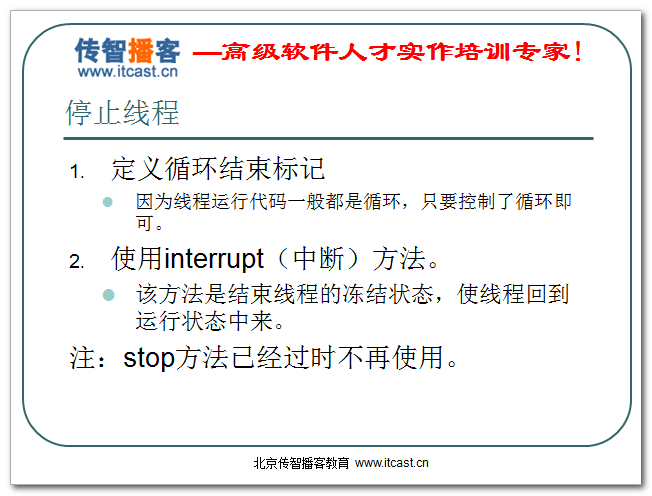 传智播客 —高级软件人才实作培训专家!
www.itcast.cn
停止线程
1. 定义循环结束标记
因为线程运行代码一般都是循环，只要控制了循环即
可。
2. 使用interrupt（中断）方法。
该方法是结束线程的冻结状态，使线程回到
运行状态中来。
注：stop方法已经过时不再使用。
北京传智播客教育 www.itcast.cn